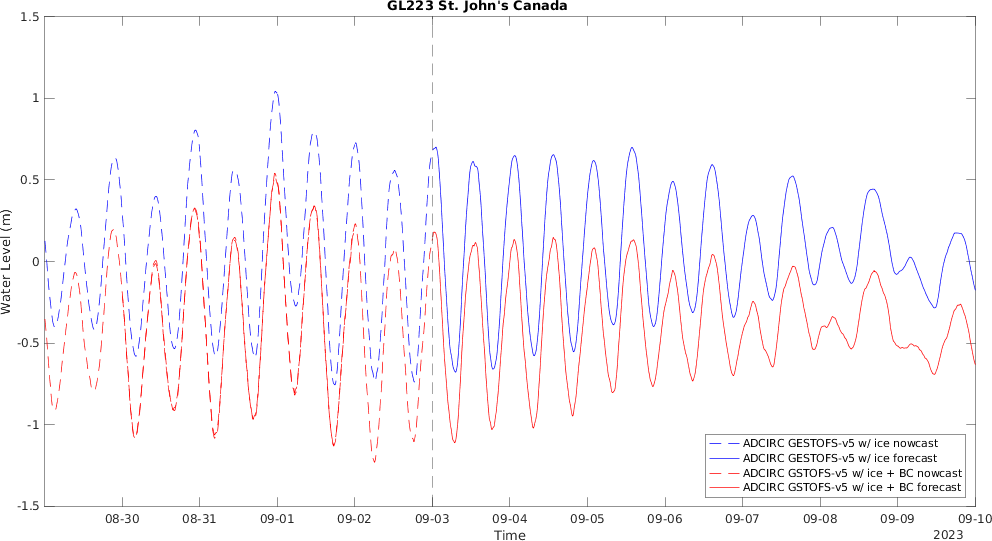 GL223 St. John's Canada
1.5
1
0.5
0
-0.5
-1
-1.5
Water Level (m)
ADCIRC GESTOFS-v5 w/ ice nowcast
ADCIRC GESTOFS-v5 w/ ice forecast
ADCIRC GSTOFS-v5 w/ ice + BC nowcast
ADCIRC GSTOFS-v5 w/ ice + BC forecast
08-30 08-31 09-01 09-02 09-03 09-04 09-05 09-06 09-07 09-08 09-09 09-10
Time
2023